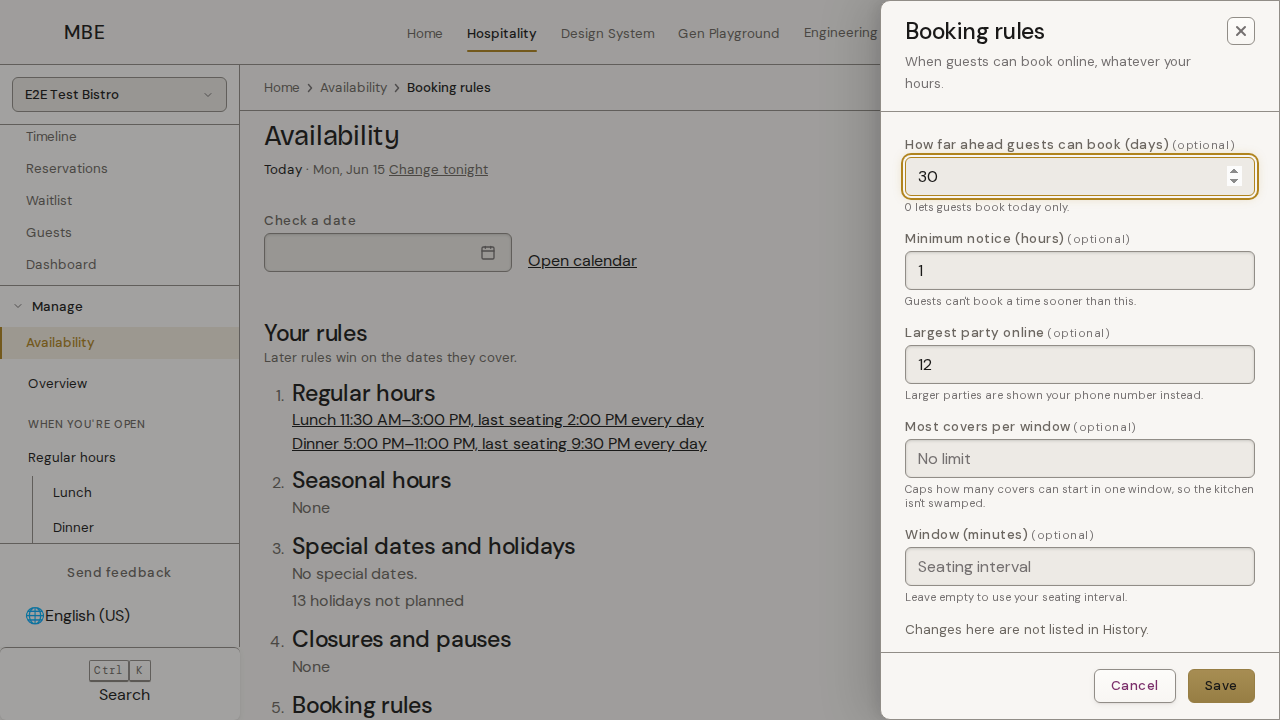 MBE
Home
Hospitality
Design System
Gen Playground
Engineering
E2E Test Bistro
Timeline
Reservations
Waitlist
Guests
Dashboard
Manage
Availability
Overview
WHEN YOU'RE OPEN
Regular hours
Lunch
Dinner
Send feedback
🌐English (US)
Ctrl K
Search
Home > Availability > Booking rules
Availability
Today · Mon, Jun 15 Change tonight
Check a date
Open calendar
Your rules
Later rules win on the dates they cover.
1. Regular hours
Lunch 11:30 AM–3:00 PM, last seating 2:00 PM every day
Dinner 5:00 PM–11:00 PM, last seating 9:30 PM every day
2. Seasonal hours
None
3. Special dates and holidays
No special dates.
13 holidays not planned
4. Closures and pauses
None
5. Booking rules
Booking rules
When guests can book online, whatever your
hours.
How far ahead guests can book (days) (optional)
30
0 lets guests book today only.
Minimum notice (hours) (optional)
1
Guests can't book a time sooner than this.
Largest party online (optional)
12
Larger parties are shown your phone number instead.
Most covers per window (optional)
No limit
Caps how many covers can start in one window, so the kitchen
isn't swamped.
Window (minutes) (optional)
Seating interval
Leave empty to use your seating interval.
Changes here are not listed in History.
Cancel
Save